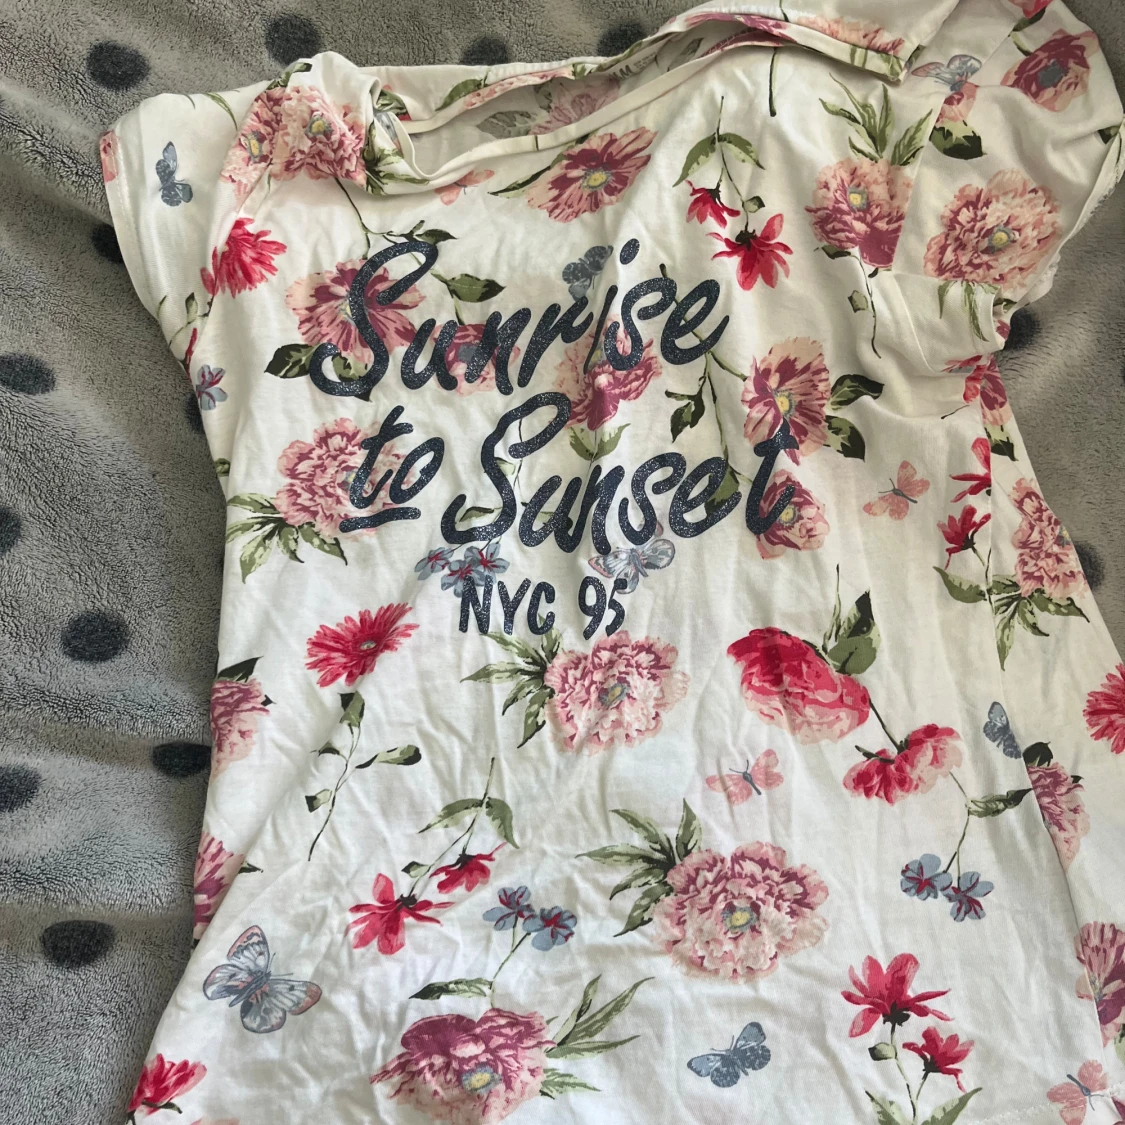 Sunrise
to Sunset
NYC 95